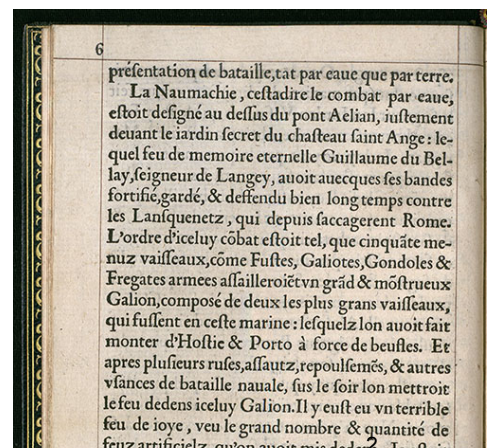 6
préſentation de bataille,tāt par eaue que par terre.
La Naumachie, ceſtadire le combat par eaue,
eſtoit deſigné au deſſus du pont Aelian, iuſtement
deuant le iardin ſecret du chaſteau ſaint Ange: le-
quel feu de memoire eternelle Guillaume du Bel-
lay,ſeigneur de Langey, auoit auecques ſes bandes
fortifié,gardé, & deffendu bien long temps contre
les Lanſquenetz, qui depuis ſaccagerent Rome.
L'ordre d'iceluy cōbat eſtoit tel, que cinquāte me-
nuz vaiſſeaux,cōme Fuſtes, Galiotes,Gondoles &
Fregates armees aſſailleroiēt vn grād & mōſtrueux
Galion,compoſé de deux les plus grans vaiſſeaux,
qui fuſſent en ceſte marine: leſquelz lon auoit fait
monter d'Hoſtie & Porto à force de beufles. Et
apres pluſieurs ruſes,aſſautz,repoulſemēs, & autres
vſances de bataille nauale, ſus le ſoir lon mettroit
le feu dedens iceluy Galion. Il y euſt eu vn terrible
feu de ioye, veu le grand nombre & quantité de
feuz artificielz qu'on auoit mis